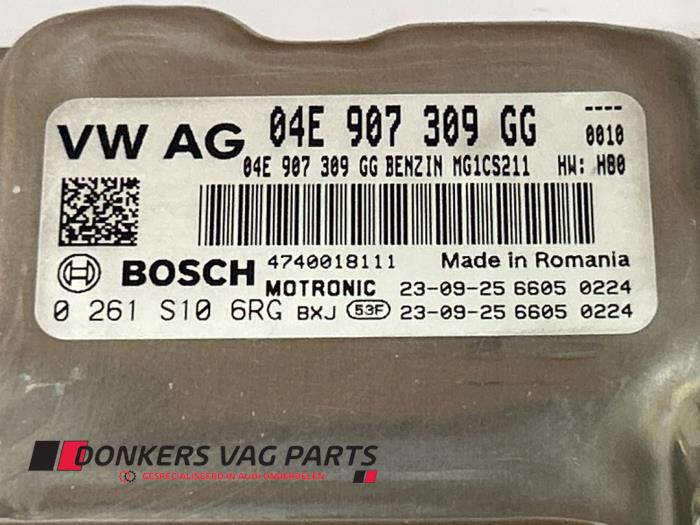 VW AG 04E 907 309 GG ----
0010
04E 907 309 GG BENZIN MG1CS211 HW: H80
4740018111 Made in Romania
BOSCH
MOTRONIC 23-09-25 6605 0224
0 261 S10 6RG BXJ 53F 23-09-25 6605 0224
DONKERS VAG PARTS
GESPECIALISEERD IN AUDI ONDERDELEN